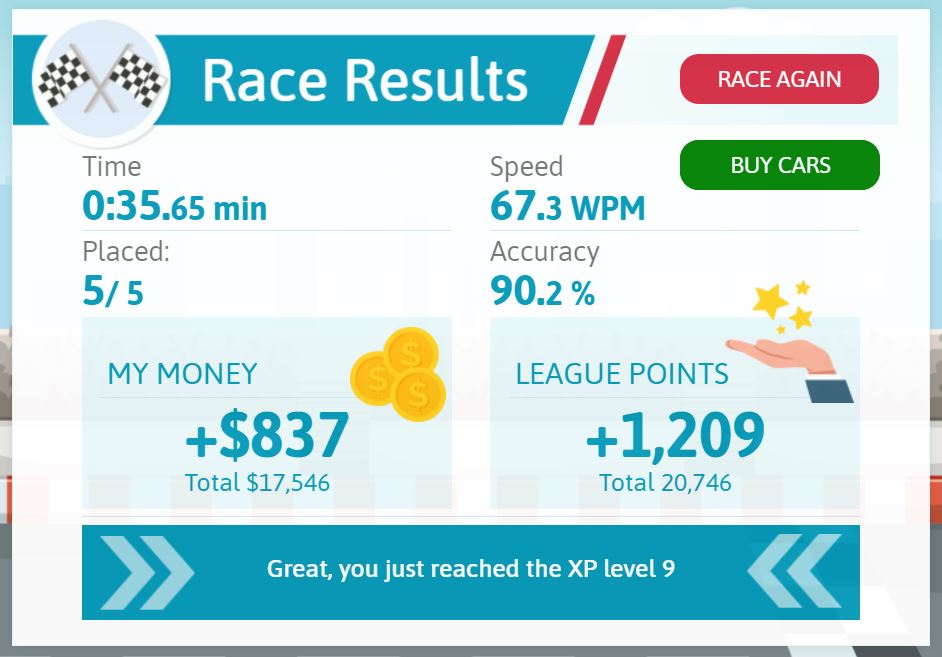 Race Results
RACE AGAIN
BUY CARS
Time
0:35.65 min
Speed
67.3 WPM
Placed:
5/ 5
Accuracy
90.2 %
MY MONEY
$
$
$
+$837
Total $17,546
LEAGUE POINTS
+1,209
Total 20,746
Great, you just reached the XP level 9